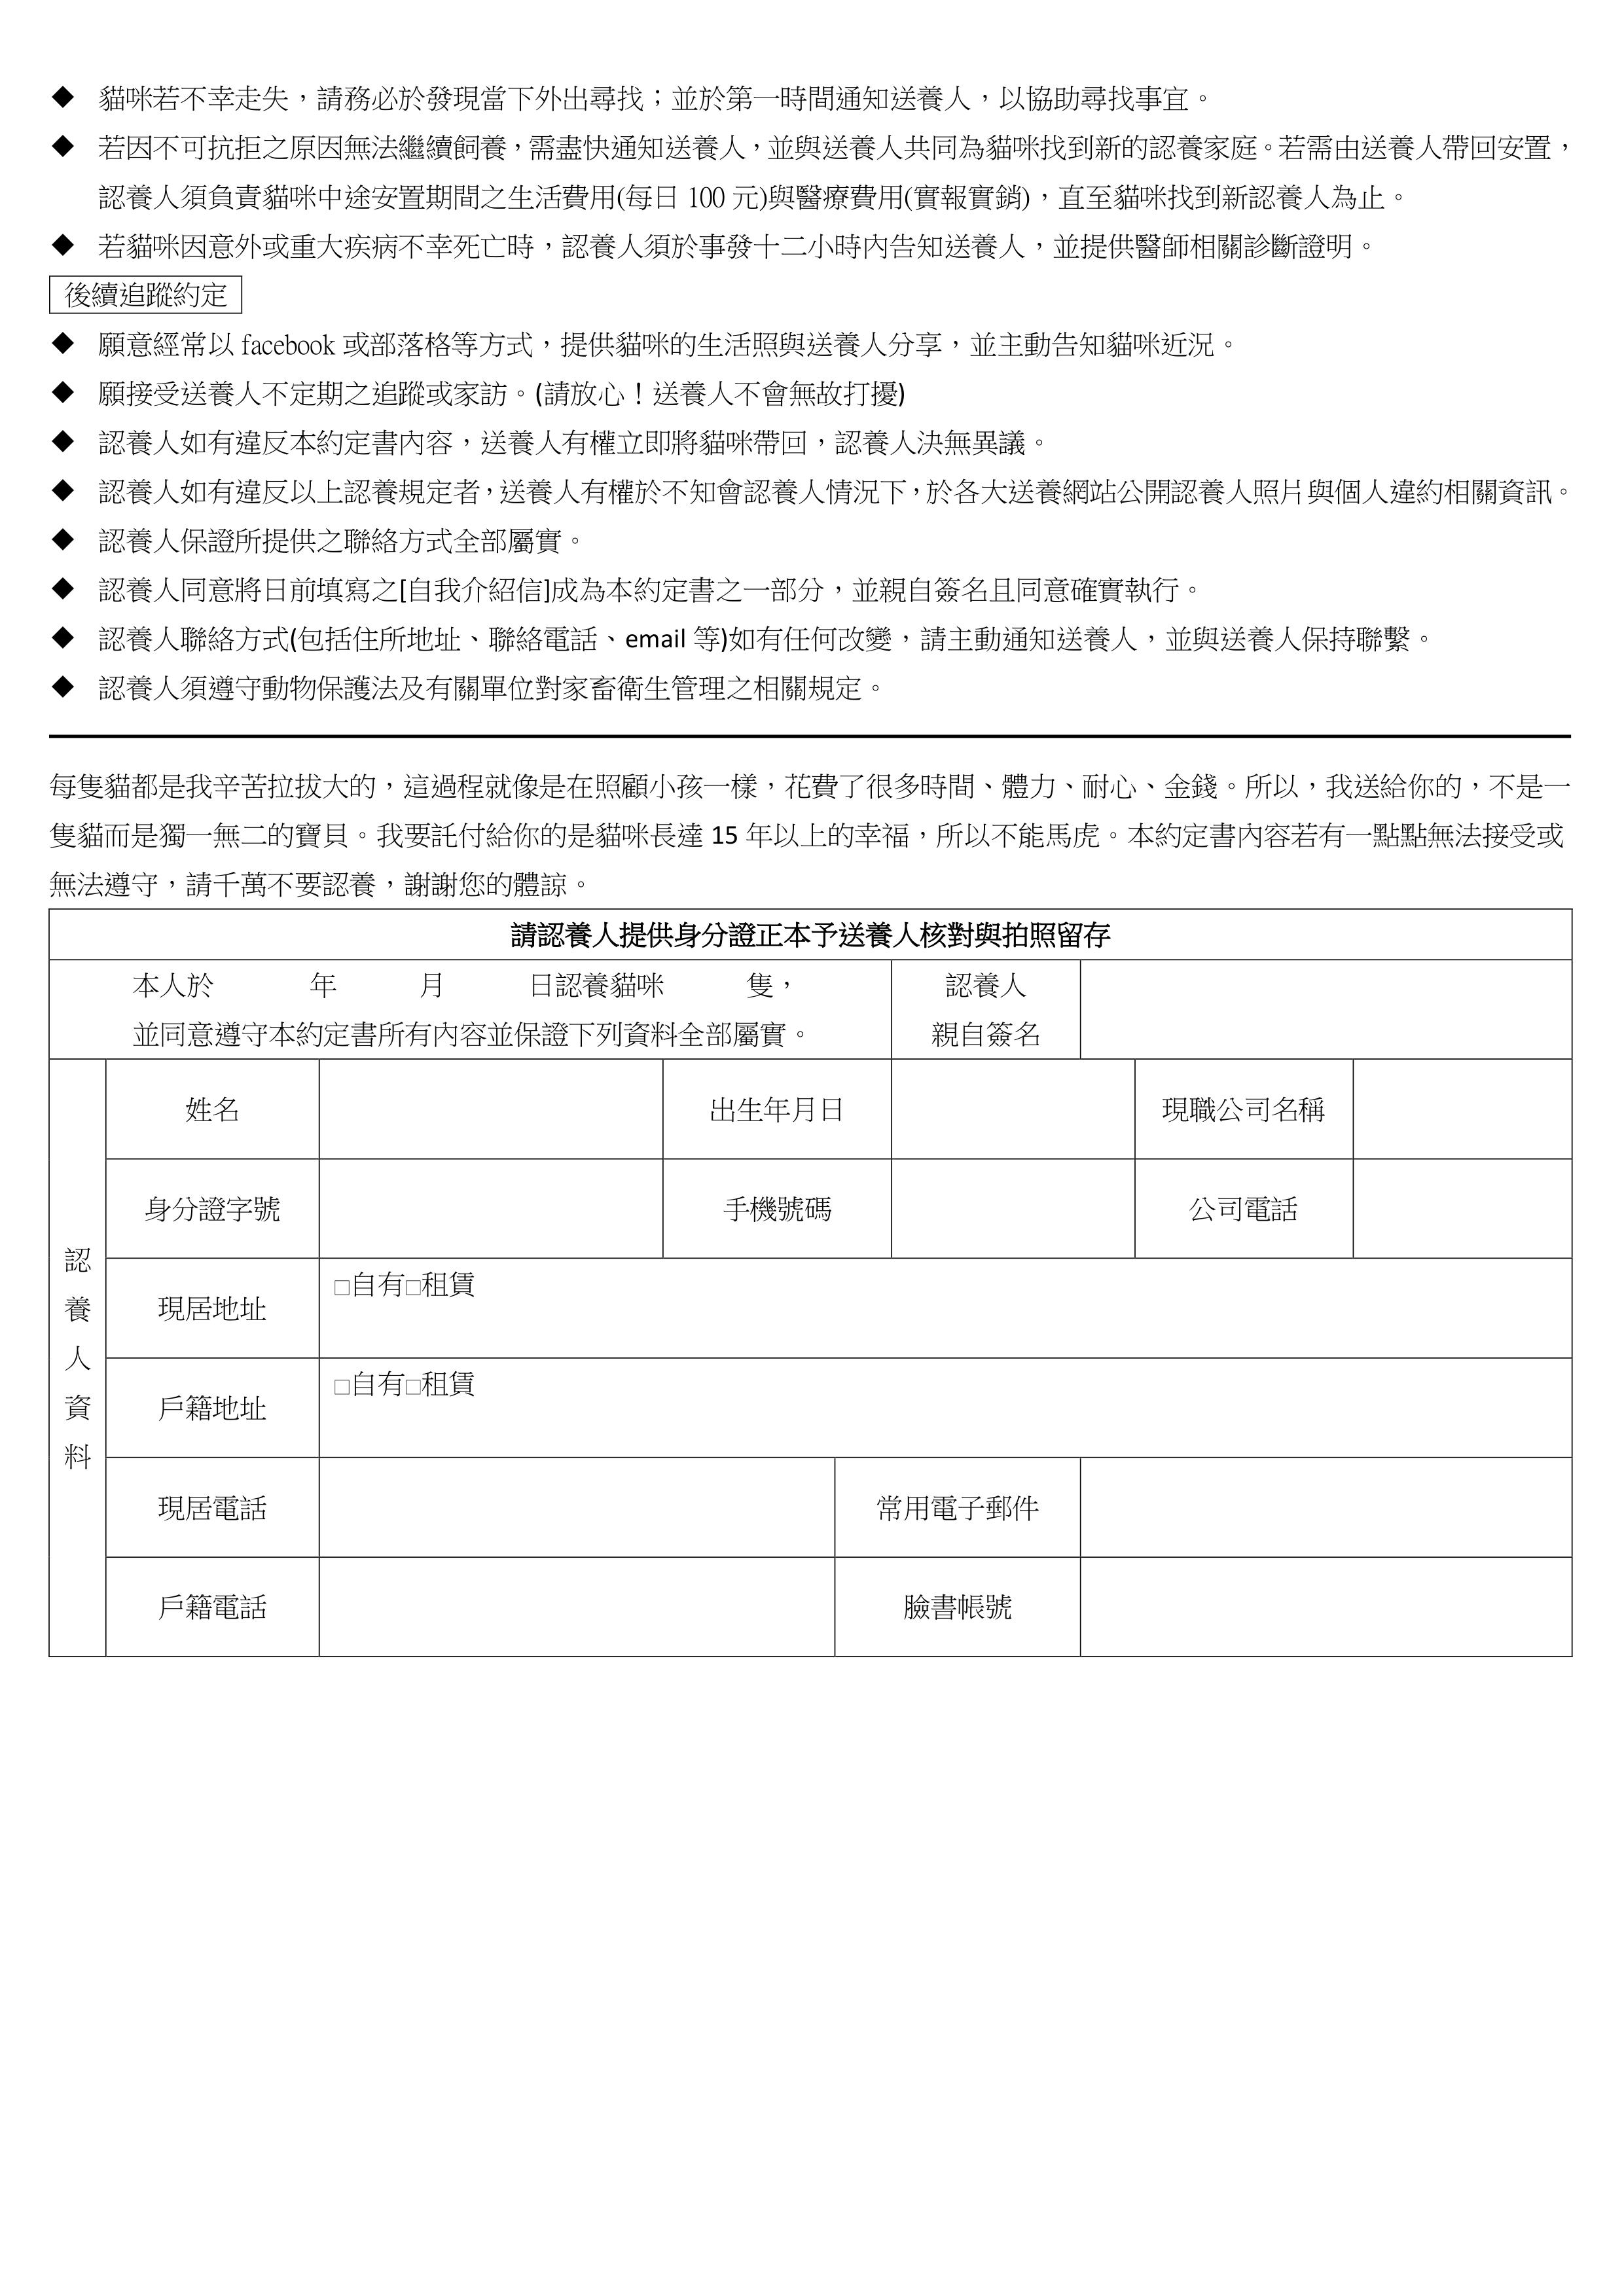 ◆ 貓咪若不幸走失，請務必於發現當下外出尋找；並於第一時間通知送養人，以協助尋找事宜。
◆ 若因不可抗拒之原因無法繼續飼養，需盡快通知送養人，並與送養人共同為貓咪找到新的認養家庭。若需由送養人帶回安置，
認養人須負責貓咪中途安置期間之生活費用(每日 100 元)與醫療費用(實報實銷)，直至貓咪找到新認養人為止。
◆ 若貓咪因意外或重大疾病不幸死亡時，認養人須於事發十二小時內告知送養人，並提供醫師相關診斷證明。
後續追蹤約定
◆ 願意經常以 facebook 或部落格等方式，提供貓咪的生活照與送養人分享，並主動告知貓咪近況。
◆ 願接受送養人不定期之追蹤或家訪。(請放心！送養人不會無故打擾)
◆ 認養人如有違反本約定書內容，送養人有權立即將貓咪帶回，認養人決無異議。
◆ 認養人如有違反以上認養規定者，送養人有權於不知會認養人情況下，於各大送養網站公開認養人照片與個人違約相關資訊。
◆ 認養人保證所提供之聯絡方式全部屬實。
◆ 認養人同意將日前填寫之[自我介紹信]成為本約定書之一部分，並親自簽名且同意確實執行。
◆ 認養人聯絡方式(包括住所地址、聯絡電話、email 等)如有任何改變，請主動通知送養人，並與送養人保持聯繫。
◆ 認養人須遵守動物保護法及有關單位對家畜衛生管理之相關規定。
每隻貓都是我辛苦拉拔大的，這過程就像是在照顧小孩一樣，花費了很多時間、體力、耐心、金錢。所以，我送給你的，不是一
隻貓而是獨一無二的寶貝。我要託付給你的是貓咪長達 15 年以上的幸福，所以不能馬虎。本約定書內容若有一點點無法接受或
無法遵守，請千萬不要認養，謝謝您的體諒。
請認養人提供身分證正本予送養人核對與拍照留存
本人於 年 月 日認養貓咪 隻，
並同意遵守本約定書所有內容並保證下列資料全部屬實。
認養人
親自簽名
認養人資料
姓名 出生年月日 現職公司名稱
身分證字號 手機號碼 公司電話
現居地址 □自有□租賃
戶籍地址 □自有□租賃
現居電話 常用電子郵件
戶籍電話 臉書帳號